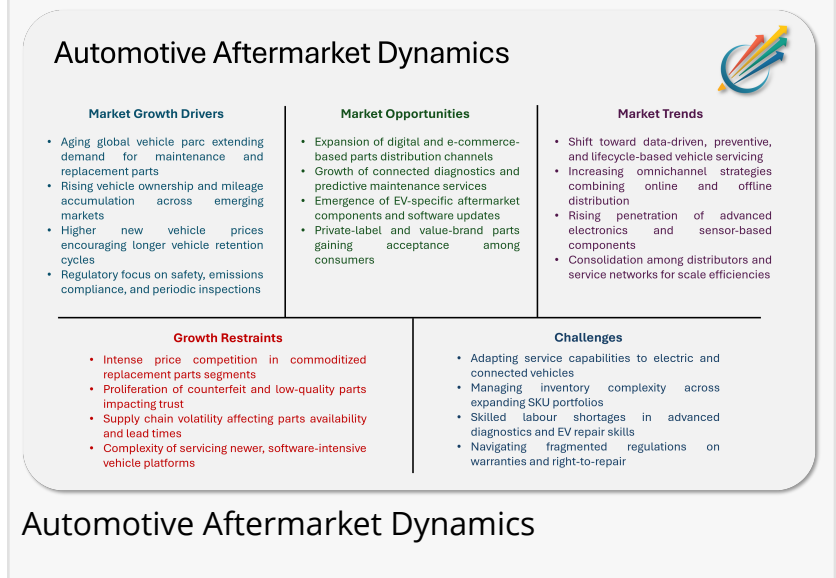 Automotive Aftermarket Dynamics
Market Growth Drivers
• Aging global vehicle parc extending
demand for maintenance and
replacement parts
• Rising vehicle ownership and mileage
accumulation across emerging
markets
• Higher new vehicle prices
encouraging longer vehicle retention
cycles
• Regulatory focus on safety, emissions
compliance, and periodic inspections
Market Opportunities
• Expansion of digital and e-commerce-
based parts distribution channels
• Growth of connected diagnostics and
predictive maintenance services
• Emergence of EV-specific aftermarket
components and software updates
• Private-label and value-brand parts
gaining acceptance among
consumers
Market Trends
• Shift toward data-driven, preventive,
and lifecycle-based vehicle servicing
• Increasing omnichannel strategies
combining online and offline
distribution
• Rising penetration of advanced
electronics and sensor-based
components
• Consolidation among distributors and
service networks for scale efficiencies
Growth Restraints
• Intense price competition in commoditized
replacement parts segments
• Proliferation of counterfeit and low-quality parts
impacting trust
• Supply chain volatility affecting parts availability
and lead times
• Complexity of servicing newer, software-intensive
vehicle platforms
Challenges
• Adapting service capabilities to electric and
connected vehicles
• Managing inventory complexity across
expanding SKU portfolios
• Skilled labour shortages in advanced
diagnostics and EV repair skills
• Navigating fragmented regulations on
warranties and right-to-repair
Automotive Aftermarket Dynamics